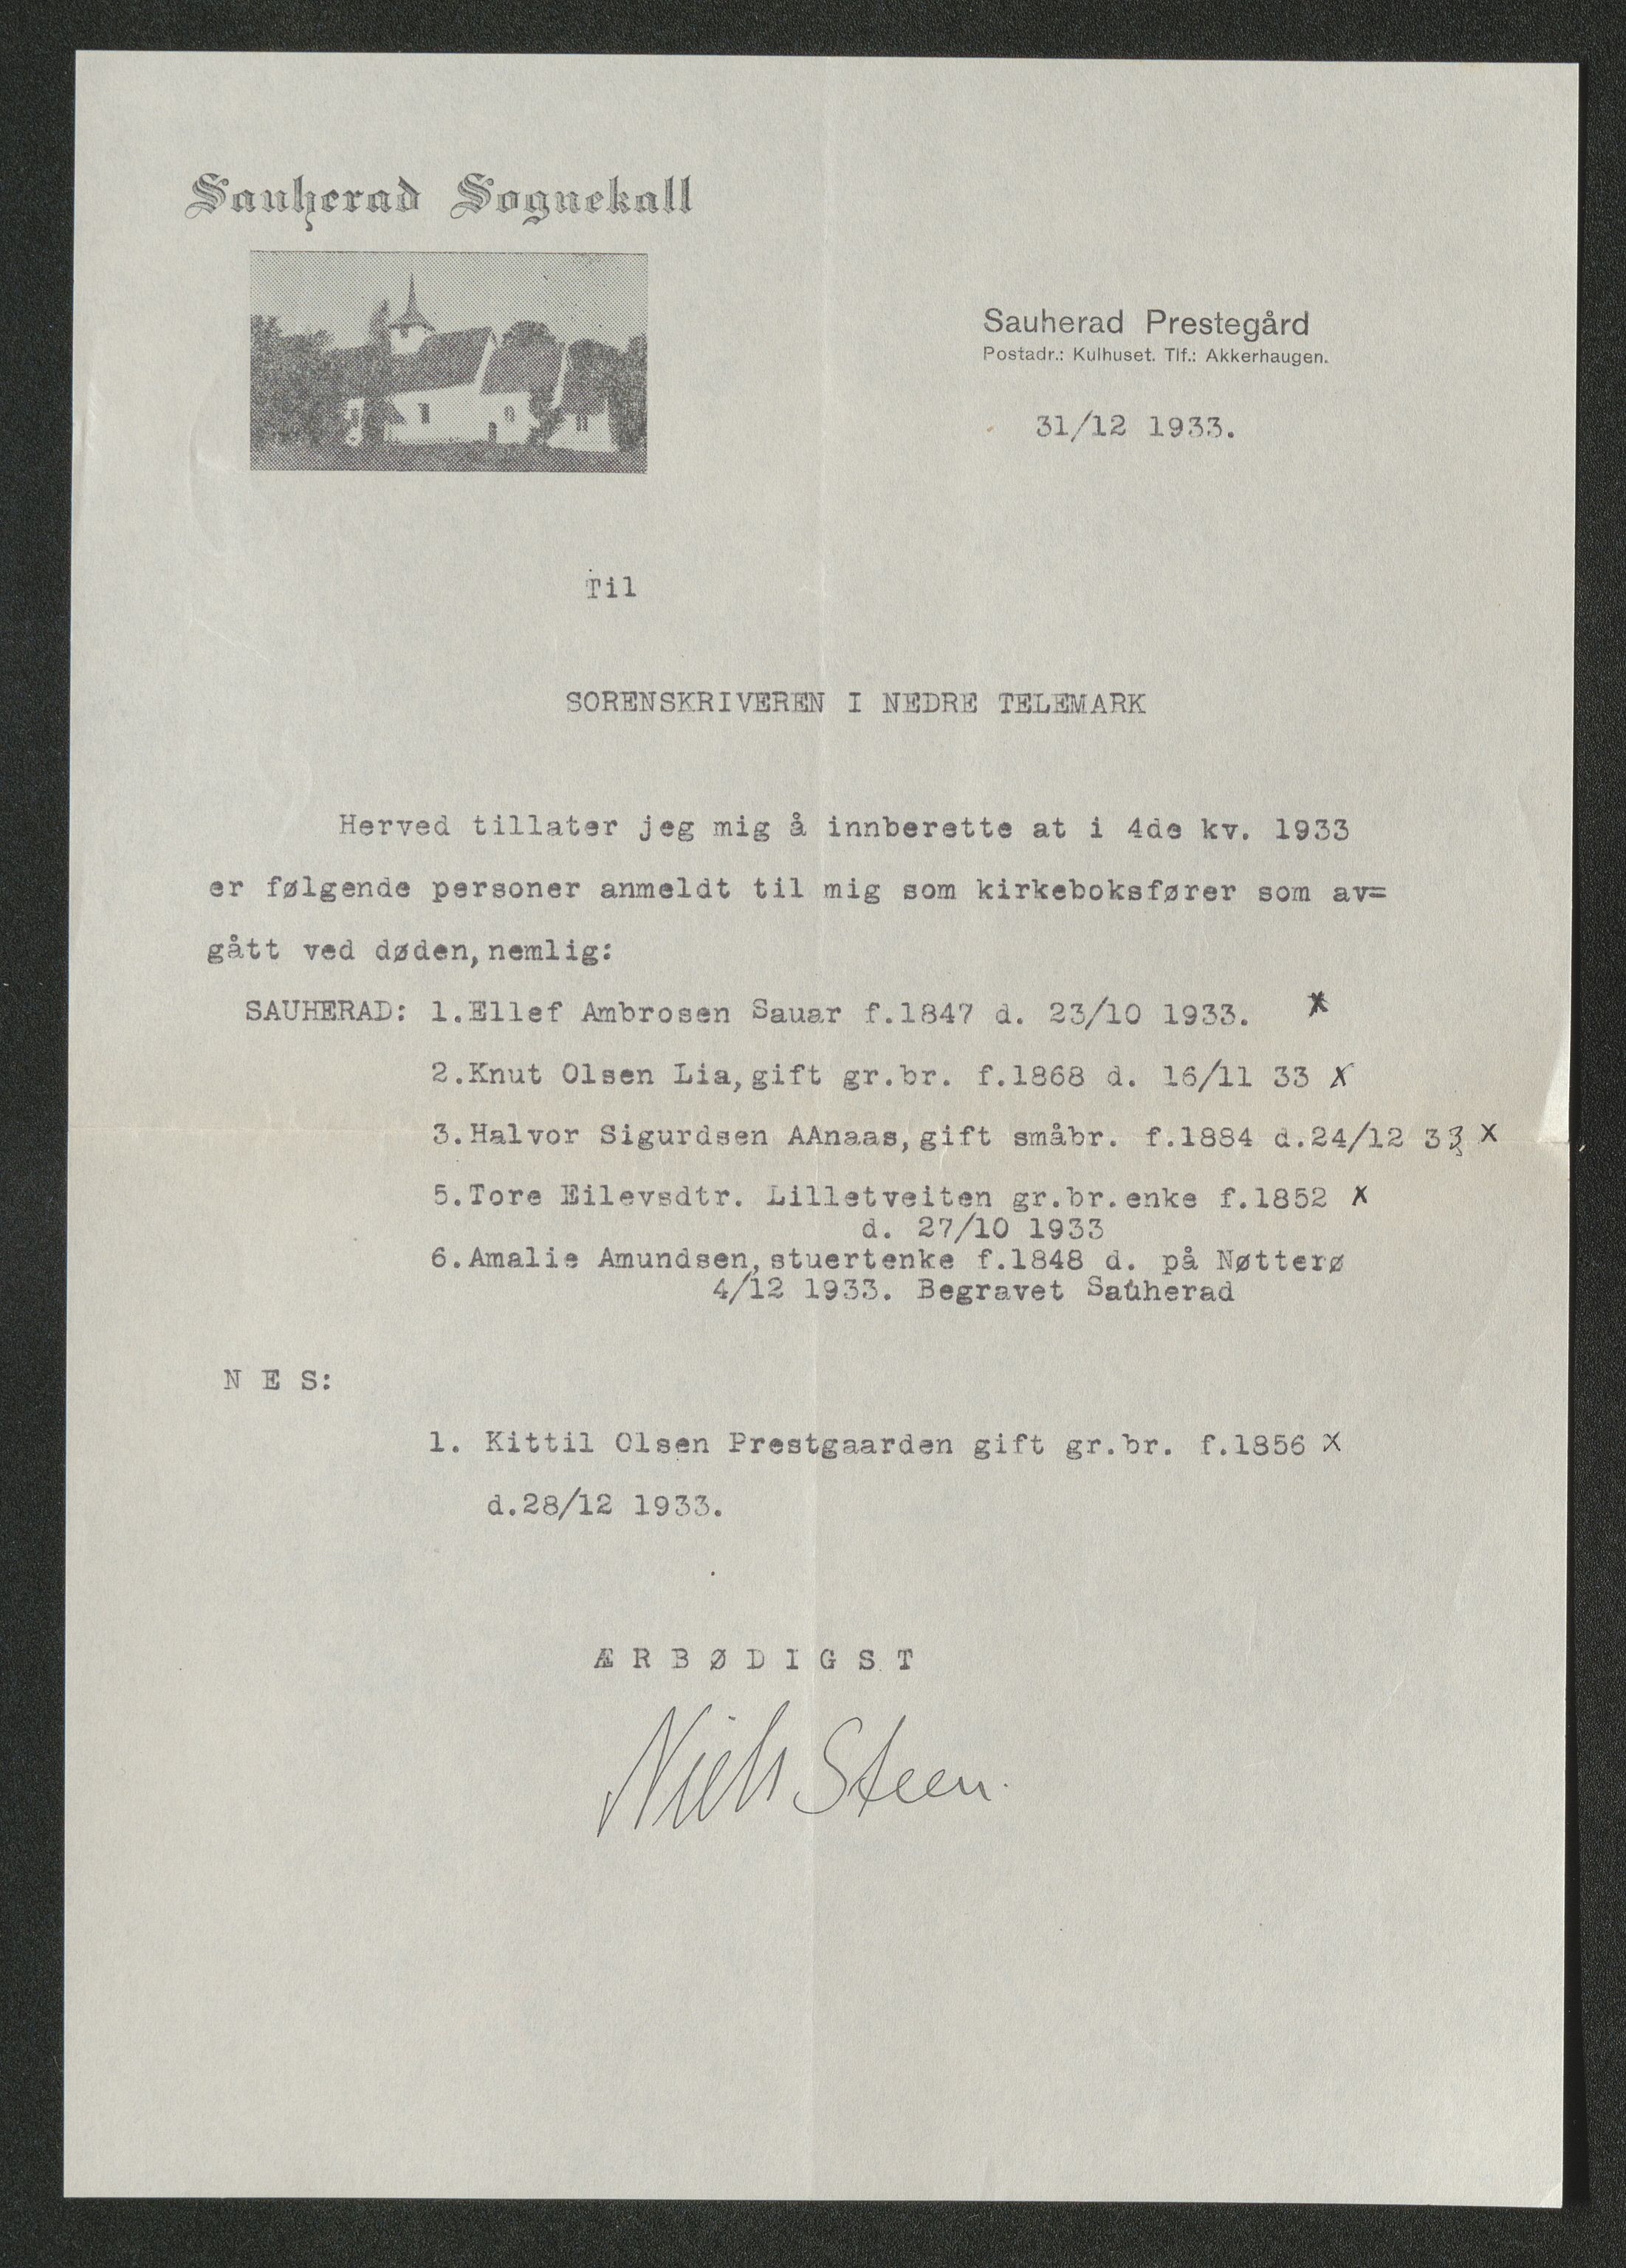 Sauherad Sognekall
Sauherad Prestegård
Postadr.: Kulhuset. Tlf.: Akkerhaugen.
31/12 1933.
Til
SORENSKRIVEREN I NEDRE TELEMARK
Herved tillater jeg mig å innberette at i 4de kv. 1933
er følgende personer anmeldt til mig som kirkeboksfører som av=
gått ved døden,nemlig:
SAUHERAD: 1.Ellef Ambrosen Sauar f.1847 d. 23/10 1933. x
2.Knut Olsen Lia,gift gr.br. f.1868 d. 16/11 33 x
3.Halvor Sigurdsen AAnaas,gift småbr. f.1884 d.24/12 33 x
5.Tore Eilevsdtr. Lilletveiten gr.br.enke f.1852 x
d. 27/10 1933
6.Amalie Amundsen,stuertenke f.1848 d. på Nøtterø
4/12 1933. Begravet Sauherad
N E S:
1. Kittil Olsen Prestgaarden gift gr.br. f.1856 x
d.28/12 1933.
Æ R B Ø D I G S T
Niels Steen.